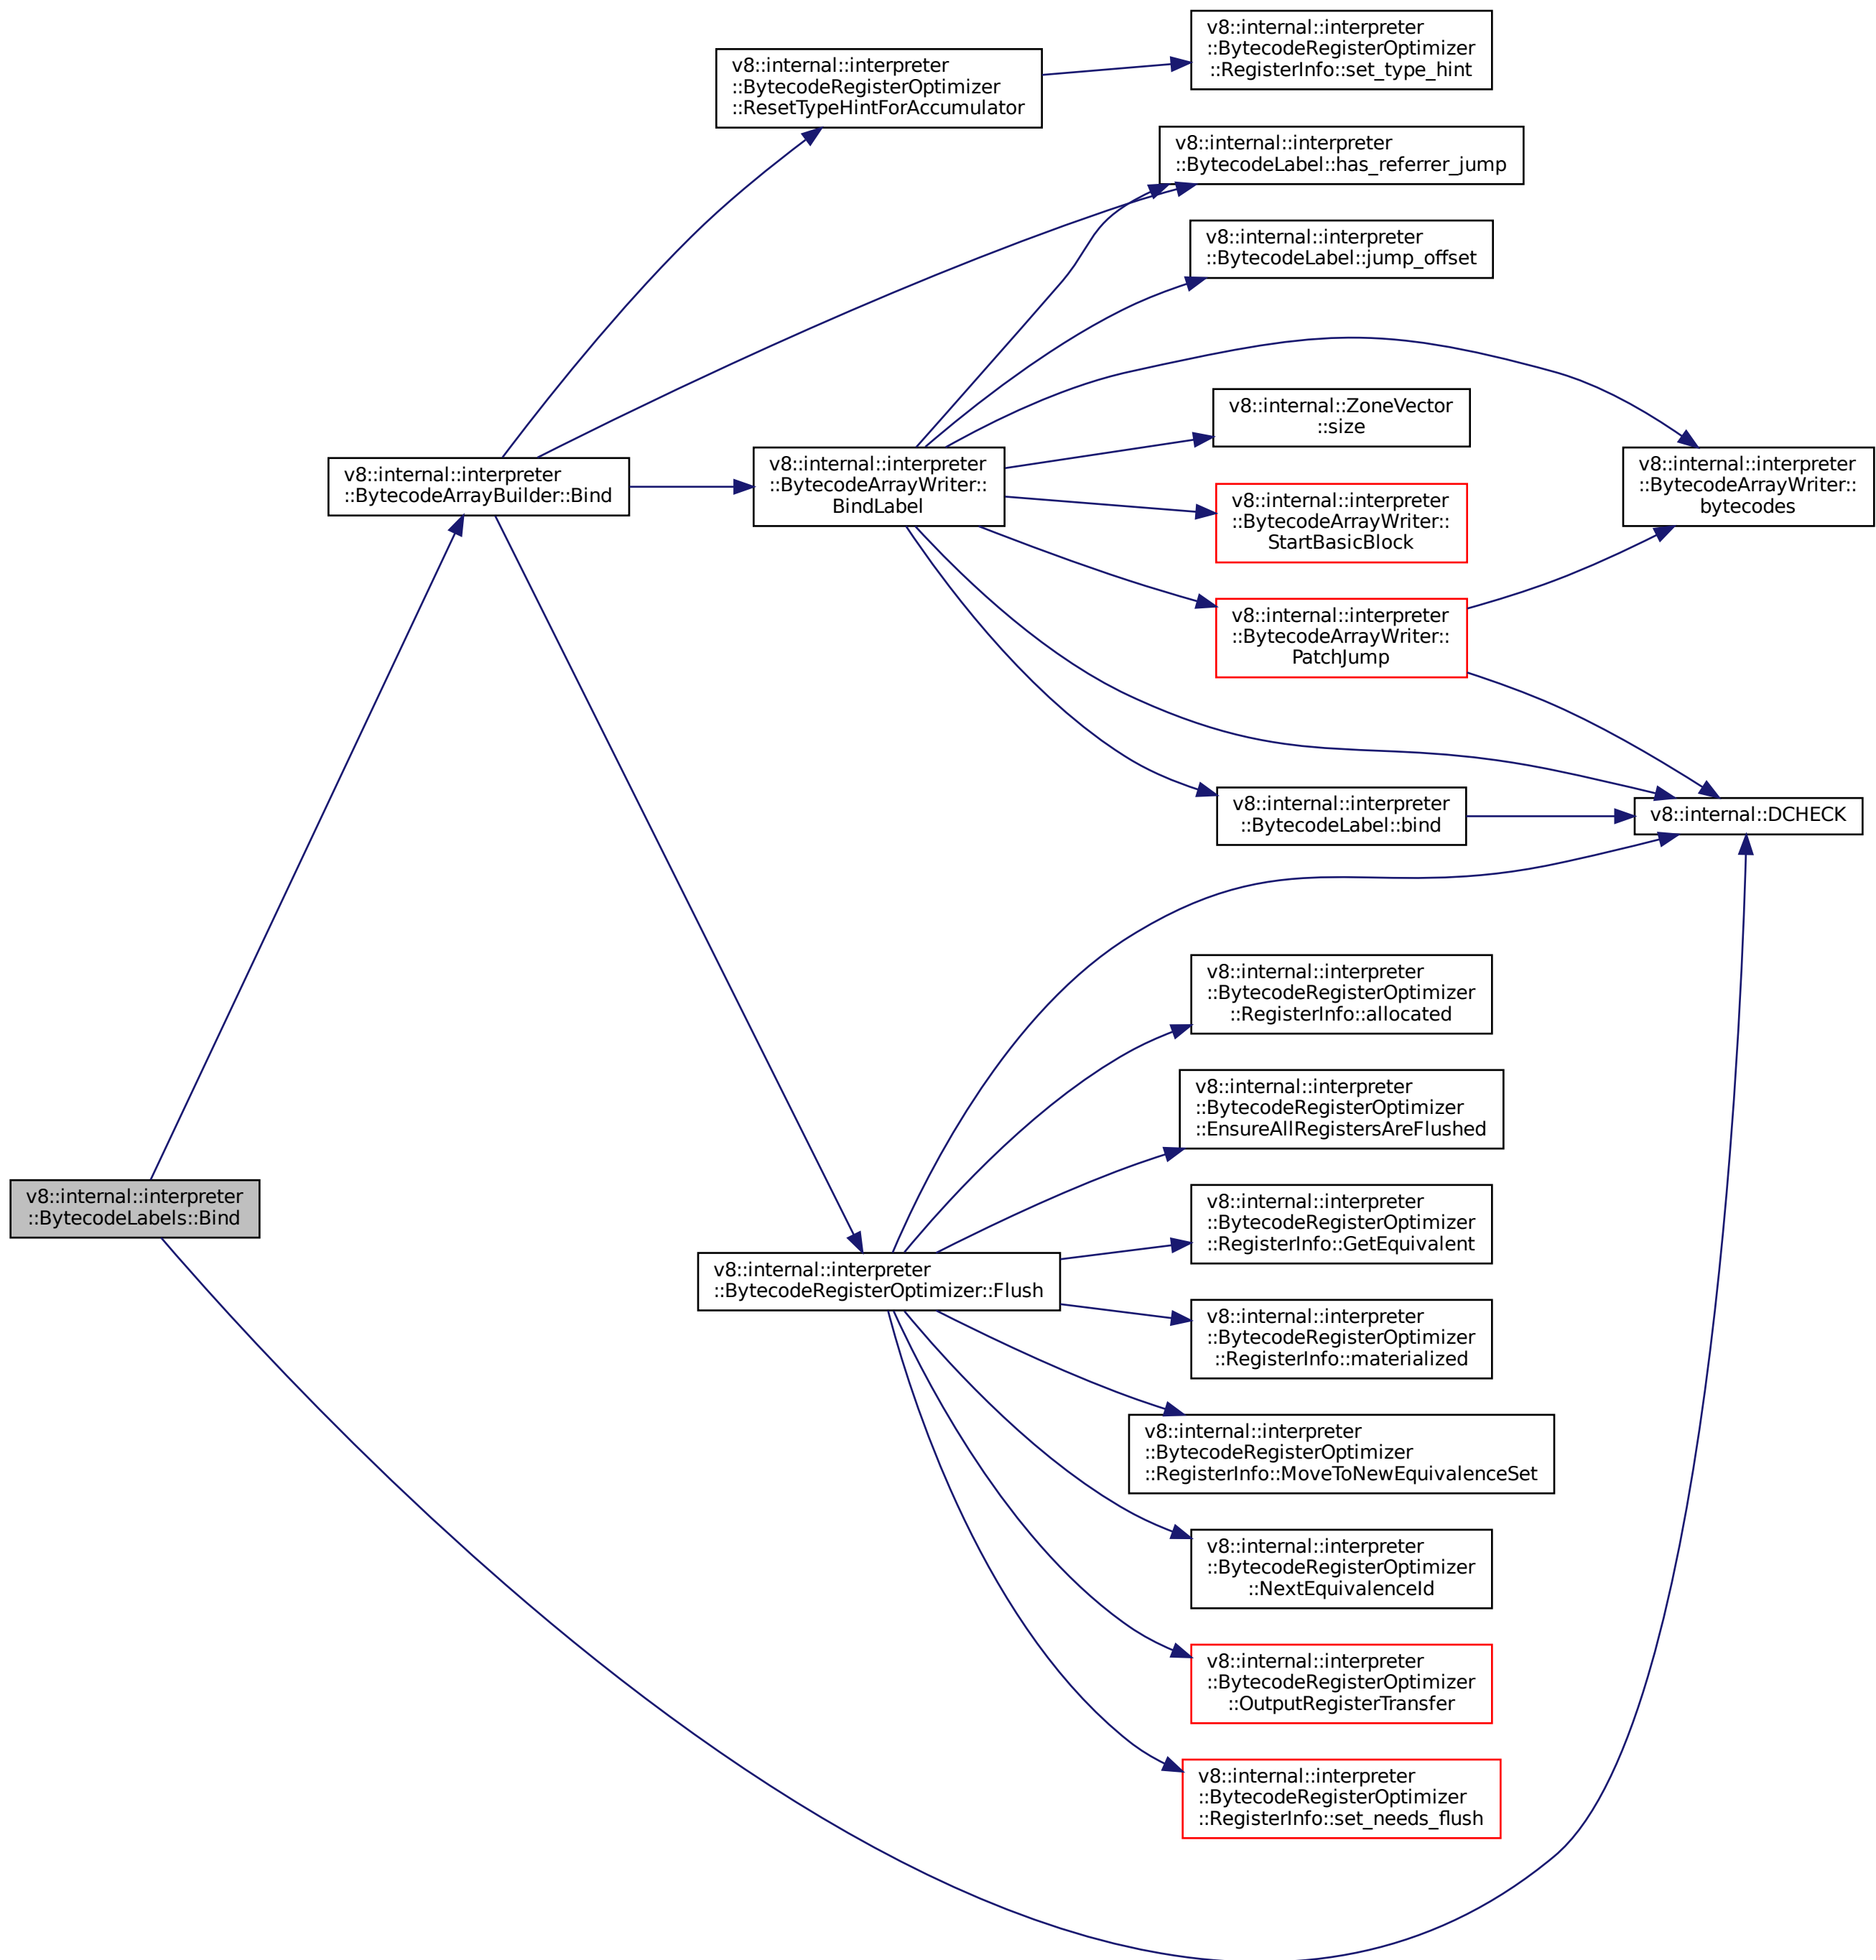 v8::internal::interpreter
::BytecodeRegisterOptimizer
::RegisterInfo::set_type_hint
v8::internal::interpreter
::BytecodeRegisterOptimizer
::ResetTypeHintForAccumulator
v8::internal::interpreter
::BytecodeLabel::has_referrer_jump
v8::internal::interpreter
::BytecodeLabel::jump_offset
v8::internal::ZoneVector
::size
v8::internal::interpreter
::BytecodeArrayBuilder::Bind
v8::internal::interpreter
::BytecodeArrayWriter::
BindLabel
v8::internal::interpreter
::BytecodeArrayWriter::
StartBasicBlock
v8::internal::interpreter
::BytecodeArrayWriter::
bytecodes
v8::internal::interpreter
::BytecodeArrayWriter::
PatchJump
v8::internal::interpreter
::BytecodeLabel::bind
v8::internal::DCHECK
v8::internal::interpreter
::BytecodeRegisterOptimizer
::RegisterInfo::allocated
v8::internal::interpreter
::BytecodeRegisterOptimizer
::EnsureAllRegistersAreFlushed
v8::internal::interpreter
::BytecodeLabels::Bind
v8::internal::interpreter
::BytecodeRegisterOptimizer
::RegisterInfo::GetEquivalent
v8::internal::interpreter
::BytecodeRegisterOptimizer::Flush
v8::internal::interpreter
::BytecodeRegisterOptimizer
::RegisterInfo::materialized
v8::internal::interpreter
::BytecodeRegisterOptimizer
::RegisterInfo::MoveToNewEquivalenceSet
v8::internal::interpreter
::BytecodeRegisterOptimizer
::NextEquivalenceId
v8::internal::interpreter
::BytecodeRegisterOptimizer
::OutputRegisterTransfer
v8::internal::interpreter
::BytecodeRegisterOptimizer
::RegisterInfo::set_needs_flush